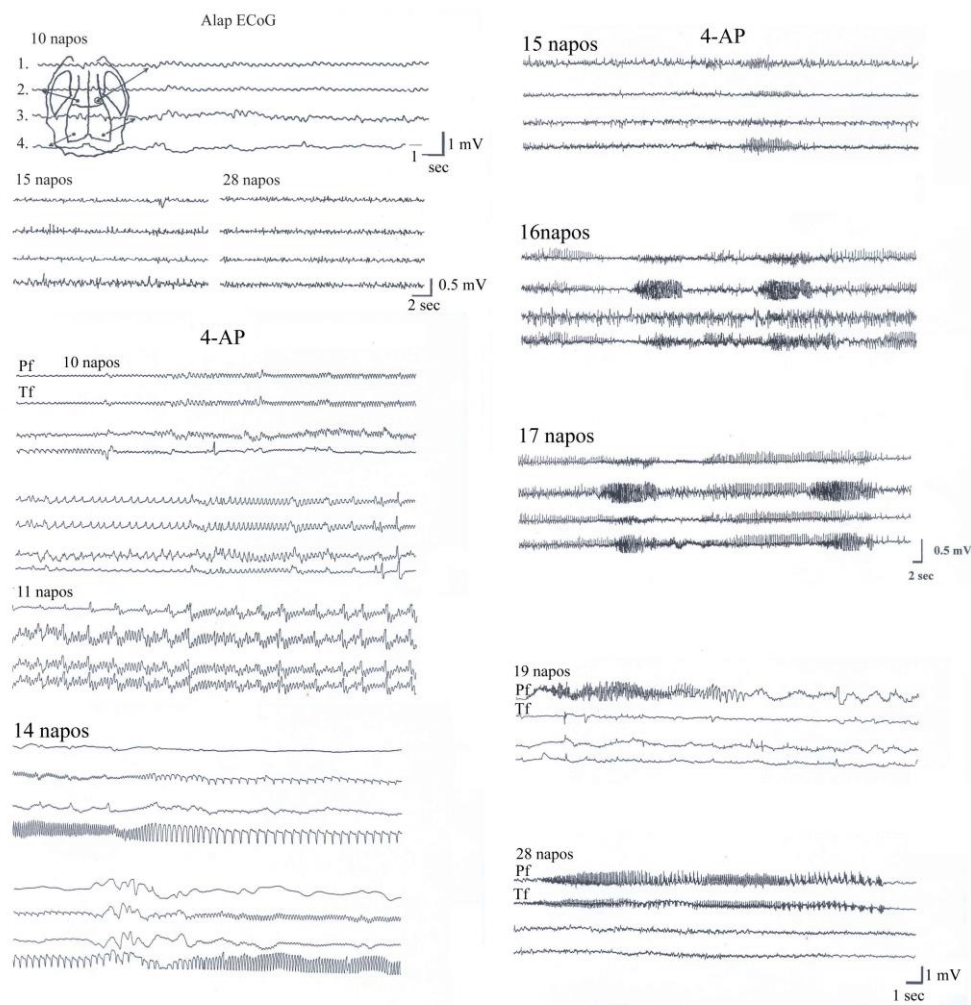 Alap ECoG
10 napos
1.
2.
3.
4.
1
1 mV
sec
15 napos
28 napos
0.5 mV
2 sec
4-AP
10 napos
Pf
Tf
11 napos
14 napos
4-AP
15 napos
16napos
17 napos
0.5 mV
2 sec
19 napos
Pf
Tf
28 napos
Pf
Tf
1 mV
1 sec